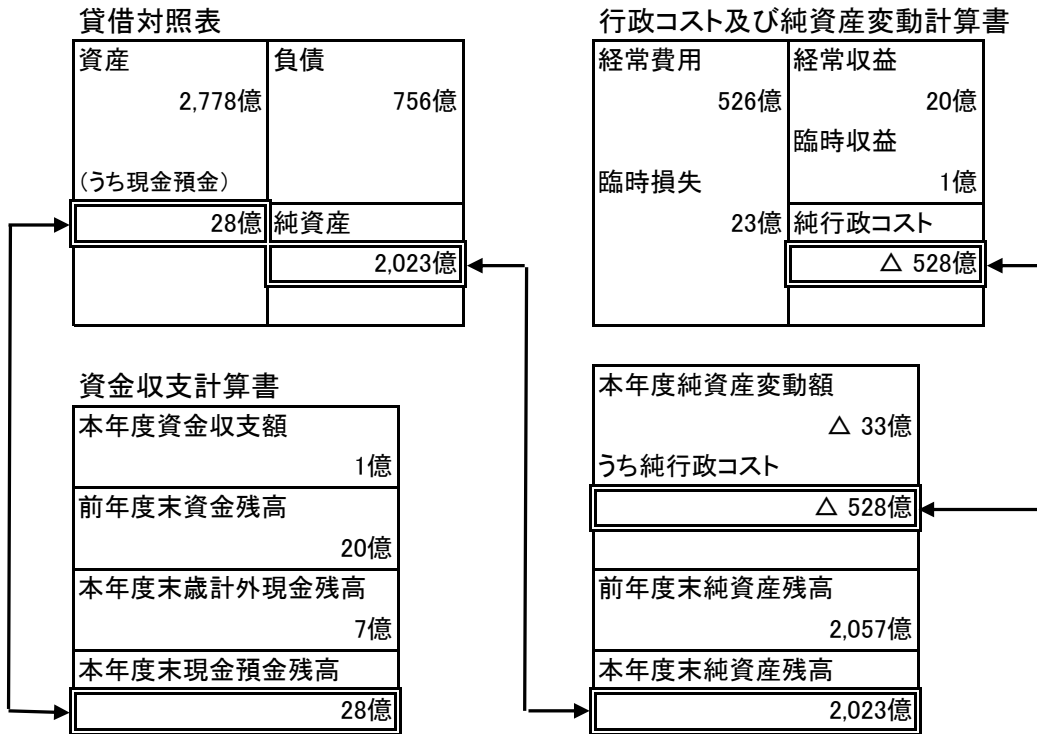 貸借対照表
資産
負債
2,778億
756億
(うち現金預金)
28億
純資産
2,023億
行政コスト及び純資産変動計算書
経常費用
経常収益
526億
20億
臨時収益
臨時損失
1億
23億
純行政コスト
△ 528億
資金収支計算書
本年度資金収支額
1億
前年度末資金残高
20億
本年度末歳計外現金残高
7億
本年度末現金預金残高
28億
本年度純資産変動額
△ 33億
うち純行政コスト
△ 528億
前年度末純資産残高
2,057億
本年度末純資産残高
2,023億